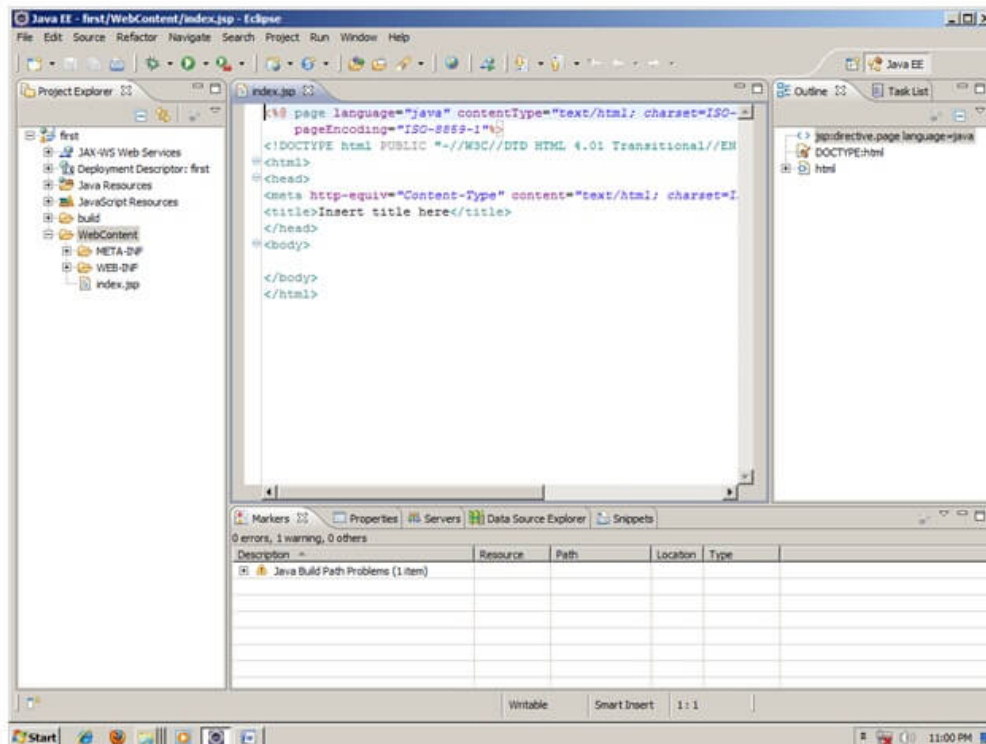 Java EE - first/WebContent/index.jsp - Eclipse
File Edit Source Refactor Navigate Search Project Run Window Help
Java EE
Project Explorer
first
JAX-WS Web Services
Deployment Descriptor: first
Java Resources
JavaScript Resources
build
WebContent
META-INF
WEB-INF
index.jsp
index.jsp
<%@ page language="java" contentType="text/html; charset=ISO-
pageEncoding="ISO-8859-1"%>
<!DOCTYPE html PUBLIC "-//W3C//DTD HTML 4.01 Transitional//EN
<html>
<head>
<meta http-equiv="Content-Type" content="text/html; charset=I
<title>Insert title here</title>
</head>
<body>
</body>
</html>
Outline Task List
jsp:directive.page language=java
DOCTYPE:html
html
Markers Properties Servers Data Source Explorer Snippets
0 errors, 1 warning, 0 others
Description Resource Path Location Type
Java Build Path Problems (1 item)
Writable Smart Insert 1 : 1
Start 11:00 PM